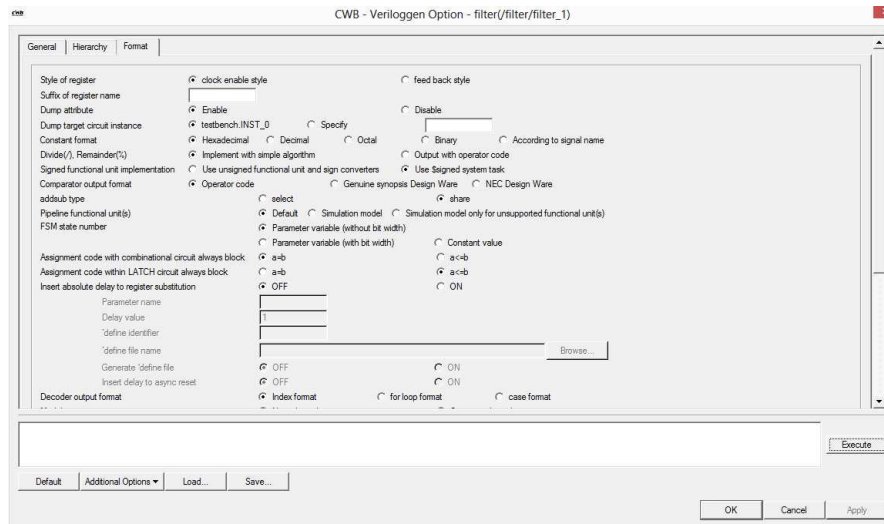 CWB
CWB - Veriloggen Option - filter(/filter/filter_1)
General Hierarchy Format
Style of register clock enable style feed back style
Suffix of register name
Dump attribute Enable Disable
Dump target circuit instance testbench.INST_0 Specify
Constant format Hexadecimal Decimal Octal Binary According to signal name
Divide(/), Remainder(%) Implement with simple algorithm Output with operator code
Signed functional unit implementation Use unsigned functional unit and sign converters Use $signed system task
Comparator output format Operator code Genuine synopsis Design Ware NEC Design Ware
addsub type select share
Pipeline functional unit(s) Default Simulation model Simulation model only for unsupported functional unit(s)
FSM state number Parameter variable (without bit width)
Parameter variable (with bit width) Constant value
Assignment code with combinational circuit always block a=b a<=b
Assignment code within LATCH circuit always block a=b a<=b
Insert absolute delay to register substitution OFF ON
Parameter name
Delay value 1
`define identifier
`define file name Browse...
Generate `define file OFF ON
Insert delay to async reset OFF ON
Decoder output format Index format for loop format case format
Execute
Default Additional Options Load... Save...
OK Cancel Apply